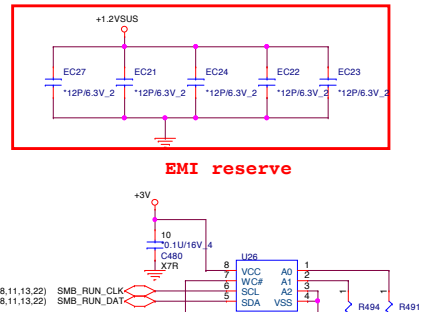 +1.2VSUS
EC27 EC21 EC24 EC22 EC23
*12P/6.3V_2 *12P/6.3V_2 *12P/6.3V_2 *12P/6.3V_2 *12P/6.3V_2
EMI reserve
+3V
10
*0.1U/16V_4
C480
X7R
U26
8 VCC A0 1
7 WC# A1 2
8,11,13,22) SMB_RUN_CLK 6 SCL A2 3
8,11,13,22) SMB_RUN_DAT 5 SDA VSS 4
1 1
R494 R491